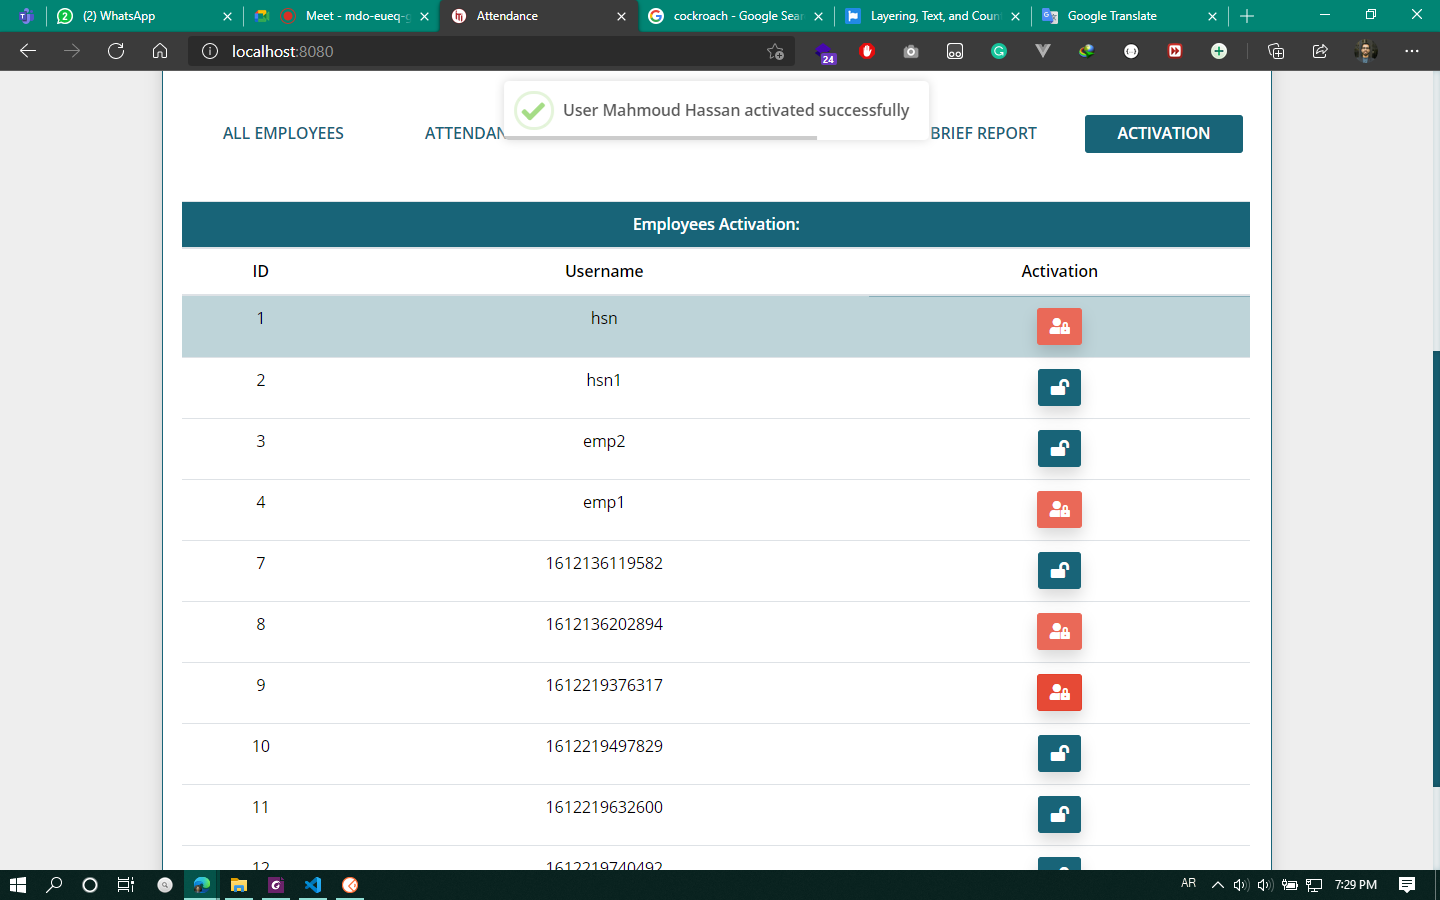 (2) WhatsApp
Meet - mdo-eueq-g
Attendance
cockroach - Google Sear
Layering, Text, and Coun
Google Translate
localhost:8080
24
User Mahmoud Hassan activated successfully
ALL EMPLOYEES
ATTENDAN
BRIEF REPORT
ACTIVATION
Employees Activation:
ID Username Activation
1 hsn
2 hsn1
3 emp2
4 emp1
7 1612136119582
8 1612136202894
9 1612219376317
10 1612219497829
11 1612219632600
12 1612219740492
AR
7:29 PM